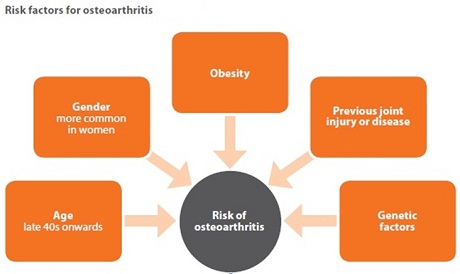 Risk factors for osteoarthritis
Obesity
Gender
more common
in women
Previous joint
injury or disease
Age
late 40s onwards
Risk of
osteoarthritis
Genetic
factors